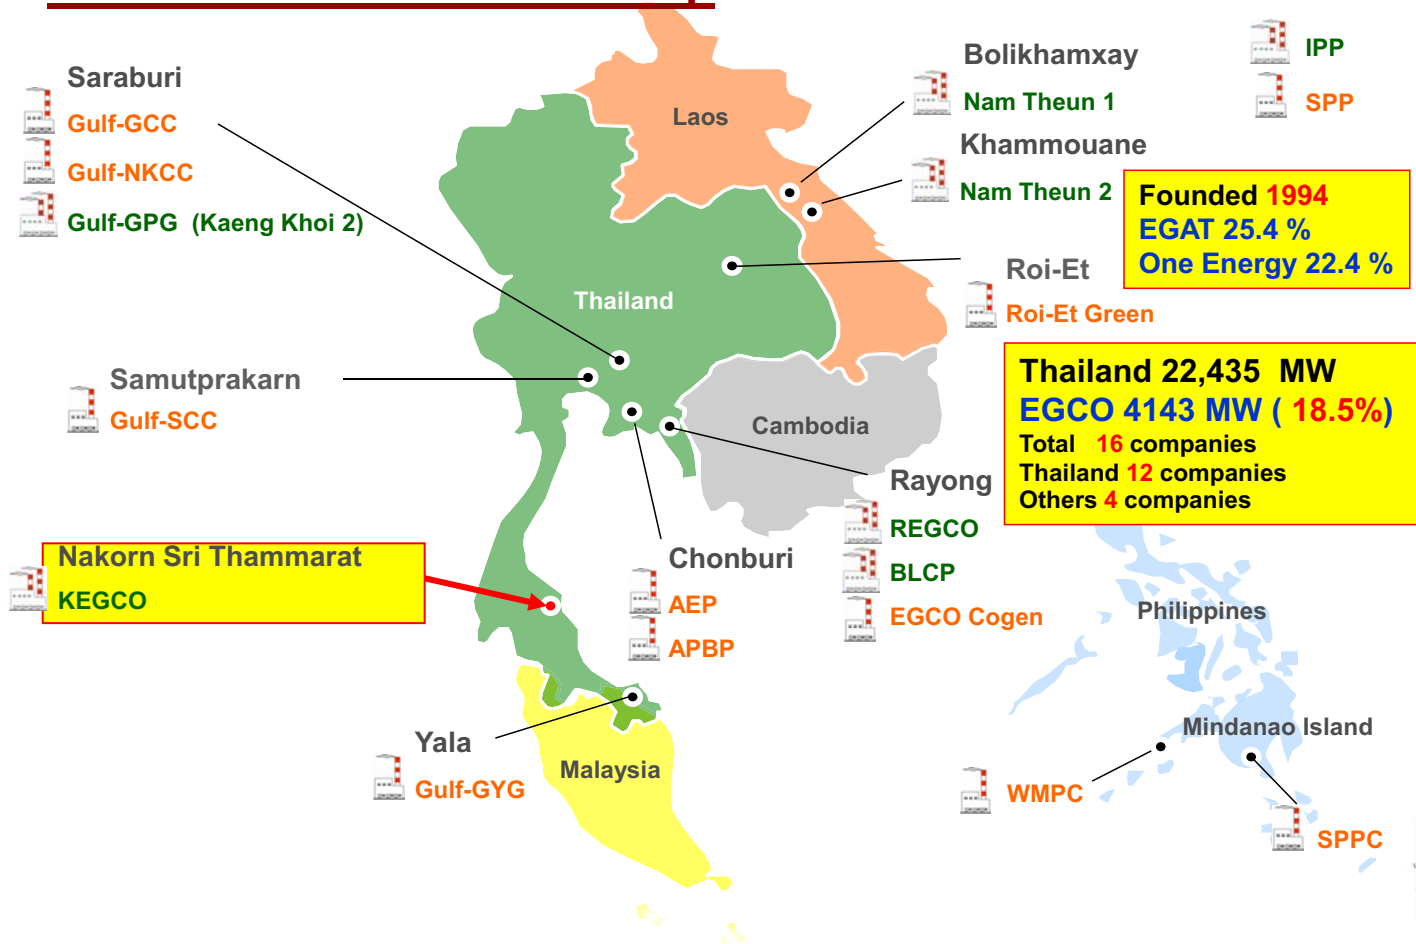 Saraburi
Gulf-GCC
Gulf-NKCC
Gulf-GPG (Kaeng Khoi 2)
Laos
Bolikhamxay
Nam Theun 1
Khammouane
Nam Theun 2
IPP
SPP
Founded 1994
EGAT 25.4 %
One Energy 22.4 %
Thailand
Roi-Et
Roi-Et Green
Samutprakarn
Gulf-SCC
Cambodia
Thailand 22,435 MW
EGCO 4143 MW ( 18.5%)
Total 16 companies
Thailand 12 companies
Others 4 companies
Rayong
REGCO
BLCP
EGCO Cogen
Nakorn Sri Thammarat
KEGCO
Chonburi
AEP
APBP
Philippines
Mindanao Island
Yala
Gulf-GYG
Malaysia
WMPC
SPPC